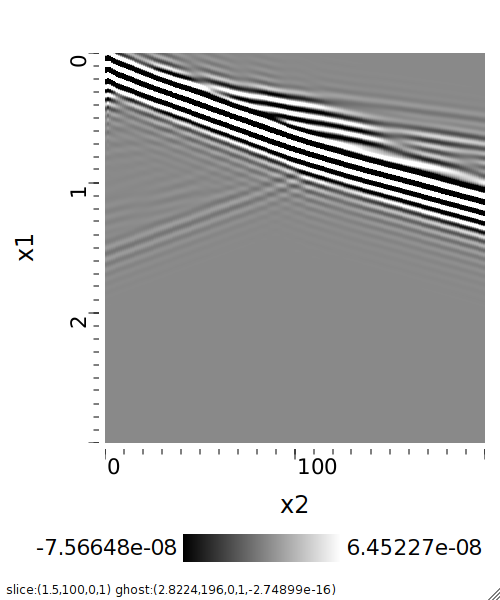 0
1
2
x1
0 100
x2
-7.56648e-08 6.45227e-08
slice:(1.5,100,0,1) ghost:(2.8224,196,0,1,-2.74899e-16)